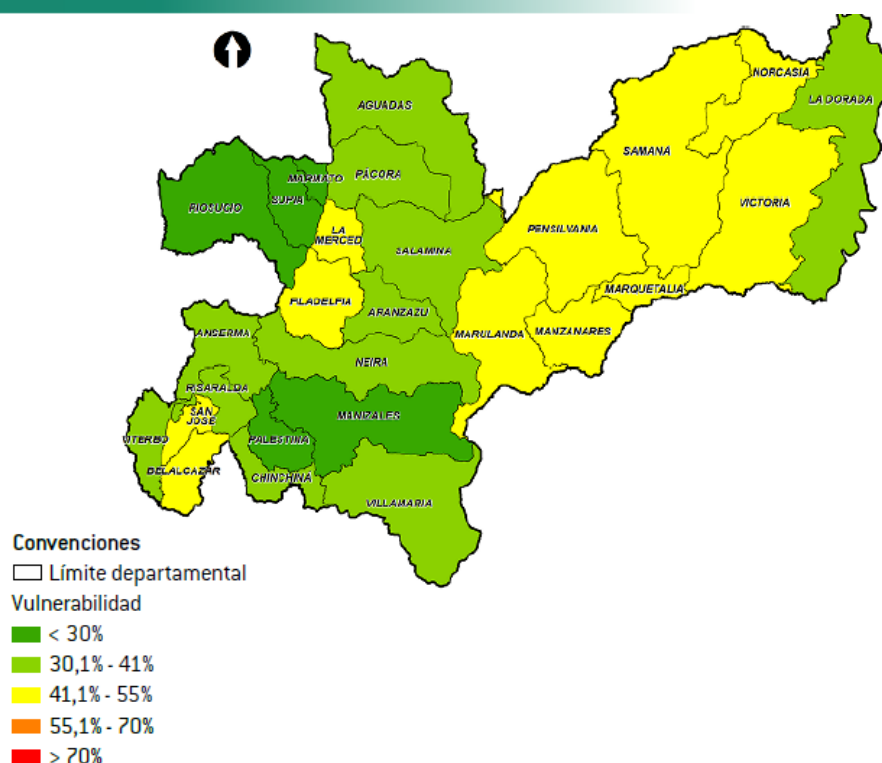 NORCASIA
LA DORADA
AGUADAS
SAMANÁ
MARMATO
PÁCORA
RIOSUCIO
SUPIA
VICTORIA
LA
MERCED
PENSILVANIA
SALAMINA
MARQUETALIA
FILADELFIA
ARANZAZU
ANSERMA
MARULANDA
MANZANARES
NEIRA
RISARALDA
SAN
JOSE
MANIZALES
VITERBO
PALESTINA
BELALCAZAR
CHINCHINÁ
VILLAMARIA
Convenciones
Límite departamental
Vulnerabilidad
< 30%
30,1% - 41%
41,1% - 55%
55,1% - 70%
> 70%